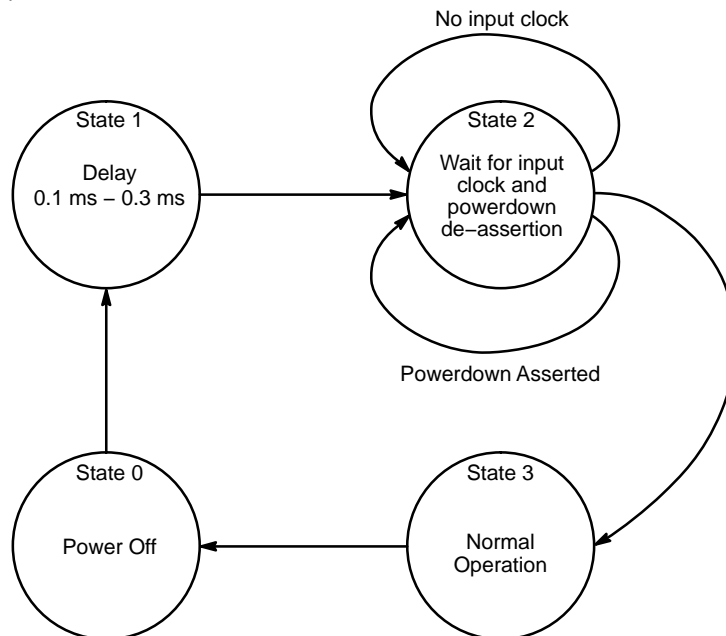 No input clock
State 1
Delay
0.1 ms – 0.3 ms
State 2
Wait for input
clock and
powerdown
de–assertion
Powerdown Asserted
State 0
Power Off
State 3
Normal
Operation